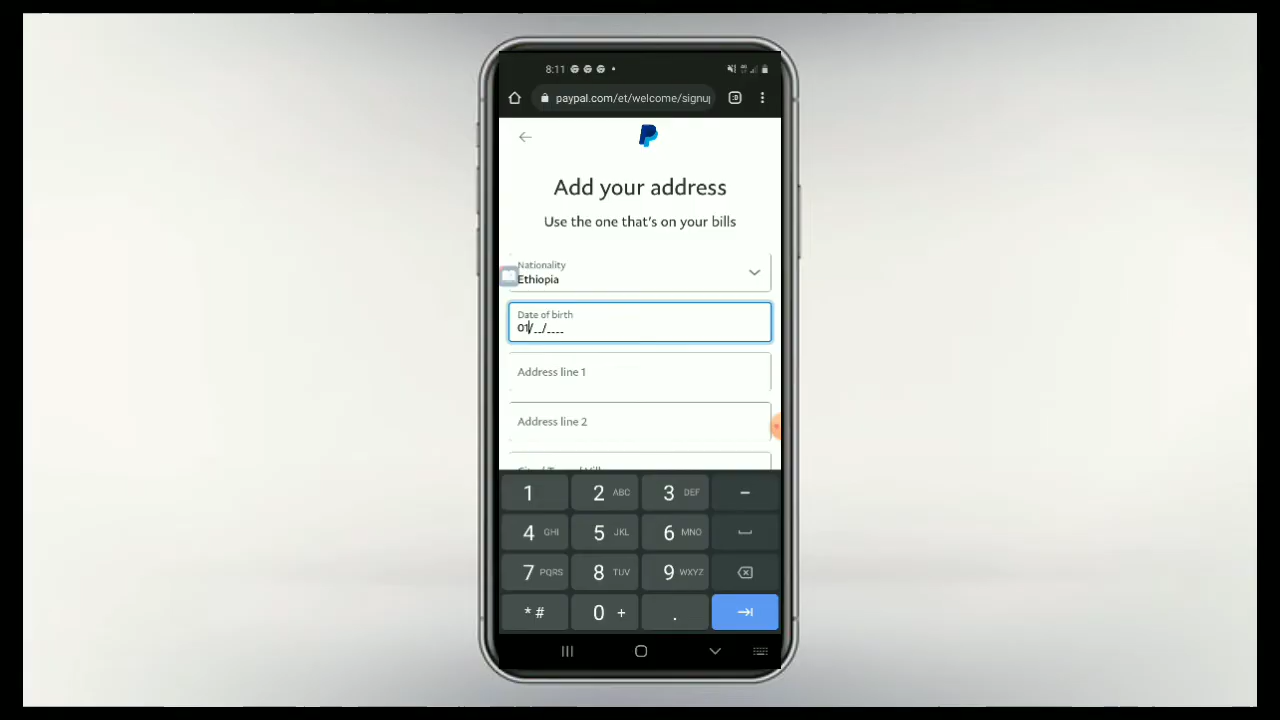 8:11
paypal.com/et/welcome/signup
Add your address
Use the one that's on your bills
Nationality
Ethiopia
Date of birth
01/__/____
Address line 1
Address line 2
1 2 ABC 3 DEF -
4 GHI 5 JKL 6 MNO
7 PQRS 8 TUV 9 WXYZ
* # 0 + .